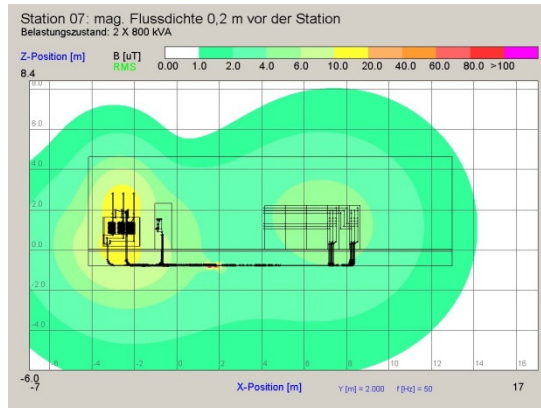 Station 07: mag. Flussdichte 0,2 m vor der Station
Belastungszustand: 2 X 800 kVA
Z-Position [m] B [uT]
RMS 0.00 1.0 2.0 4.0 6.0 10.0 20.0 40.0 60.0 80.0 >100
8.4
8.0
6.0
4.0
2.0
0.0
-2.0
-4.0
-6 -4 -2 0 2 4 6 8 10 12 14 16
-6.0
-7 X-Position [m] Y [m] = 2.000 f [Hz] = 50 17